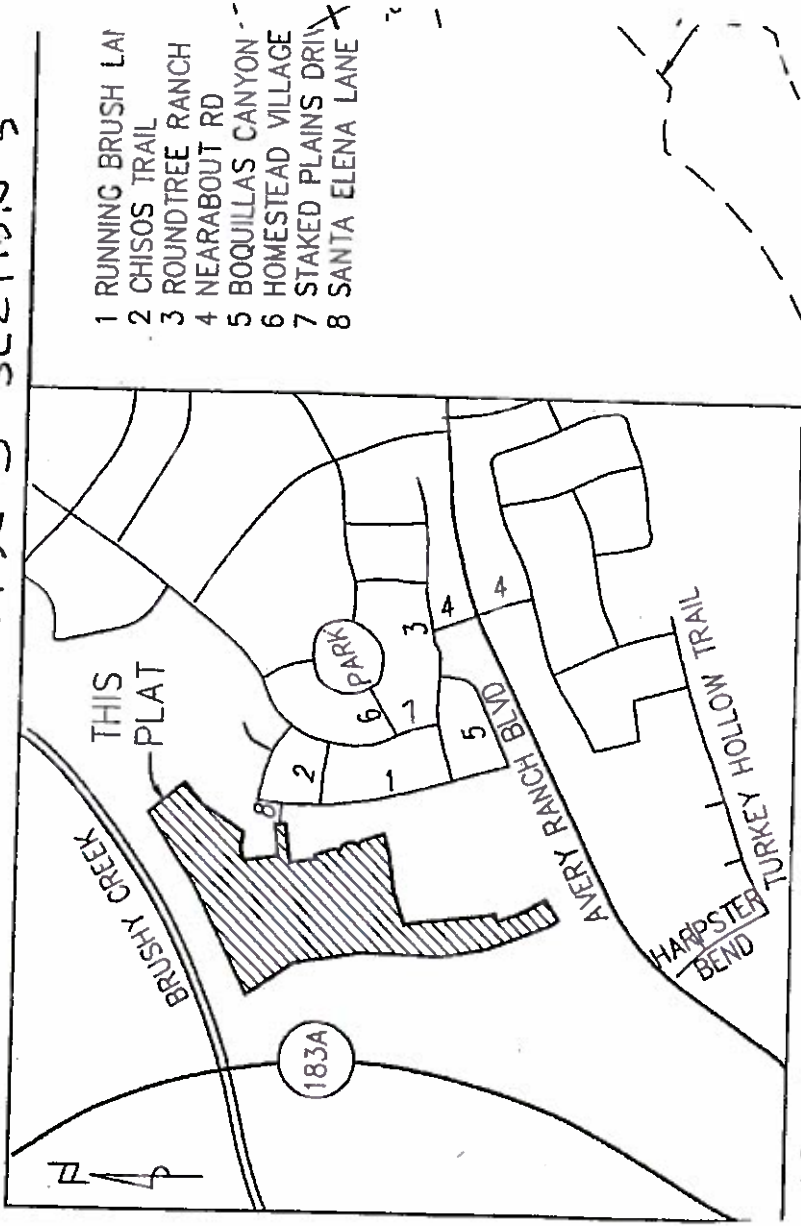 1 RUNNING BRUSH
2 CHISOS TRAIL
3 ROUNDTREE RANCH
4 NEARABOUT RD
5 BOQUILLAS CANYON
6 HOMESTEAD VILLAGE
7 STAKED PLAINS
8 SANTA ELENA LANE
THIS
PLAT
BRUSHY CREEK
183A
PARK
8
2
1
6
7
5
3
4
4
AVERY RANCH BLVD
HARPSTER
BEND
TURKEY HOLLOW TRAIL
N